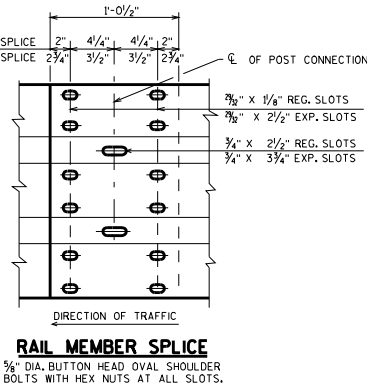 1'-0½"
SPLICE 2" 4¼" 4¼" 2"
SPLICE 2¾" 3½" 3½" 2¾"
℄ OF POST CONNECTION
29/32" X 1⅛" REG. SLOTS
29/32" X 2½" EXP. SLOTS
¾" X 2½" REG. SLOTS
¾" X 3¾" EXP. SLOTS
DIRECTION OF TRAFFIC
RAIL MEMBER SPLICE
⅝" DIA. BUTTON HEAD OVAL SHOULDER
BOLTS WITH HEX NUTS AT ALL SLOTS.